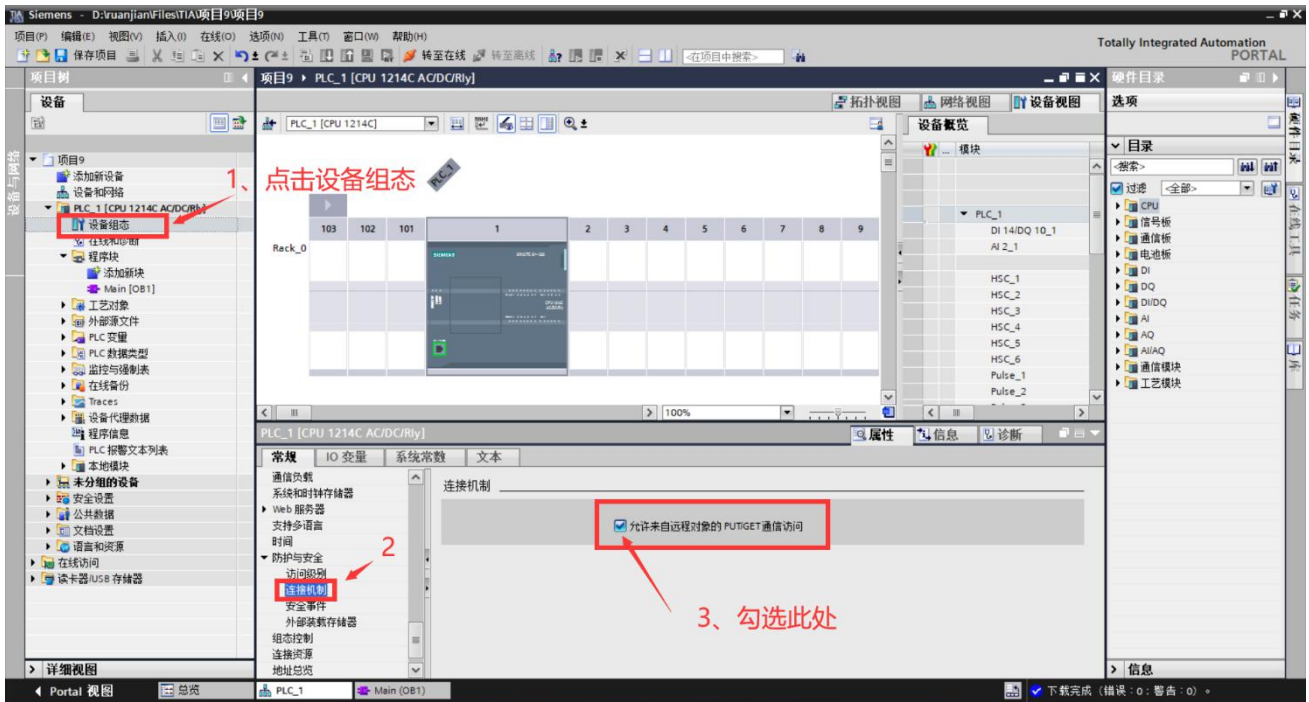 Siemens - D:\ruanjian\Files\TIA\项目9\项目9
项目(P) 编辑(E) 视图(V) 插入(I) 在线(O) 选项(N) 工具(T) 窗口(W) 帮助(H)
Totally Integrated Automation
PORTAL
保存项目 转至在线 转至离线 <在项目中搜索>
项目树
设备
设备与网络
项目9
添加新设备
设备和网络
PLC_1 [CPU 1214C AC/DC/Rly]
设备组态
在线和诊断
程序块
添加新块
Main [OB1]
工艺对象
外部源文件
PLC 变量
PLC 数据类型
监控与强制表
在线备份
Traces
设备代理数据
程序信息
PLC 报警文本列表
本地模块
未分组的设备
安全设置
公共数据
文档设置
语言和资源
在线访问
读卡器/USB 存储器
详细视图
项目9 ▸ PLC_1 [CPU 1214C AC/DC/Rly]
拓扑视图 网络视图 设备视图
PLC_1 [CPU 1214C]
1、点击设备组态
PLC_1
103 102 101 1 2 3 4 5 6 7 8 9
Rack_0
SIEMENS
100%
设备概览
... 模块
PLC_1
DI 14/DQ 10_1
AI 2_1
HSC_1
HSC_2
HSC_3
HSC_4
HSC_5
HSC_6
Pulse_1
Pulse_2
PLC_1 [CPU 1214C AC/DC/Rly]
属性 信息 诊断
常规 IO 变量 系统常数 文本
通信负载
系统和时钟存储器
Web 服务器
支持多语言
时间
防护与安全
访问级别
连接机制
安全事件
外部装载存储器
组态控制
连接资源
地址总览
2
连接机制
允许来自远程对象的 PUT/GET 通信访问
3、勾选此处
硬件目录
选项
目录
<搜索>
过滤 <全部>
CPU
信号板
通信板
电池板
DI
DQ
DI/DQ
AI
AQ
AI/AQ
通信模块
工艺模块
信息
硬件目录
在线工具
任务
库
Portal 视图 总览 PLC_1 Main (OB1) 下载完成（错误：0；警告：0）。